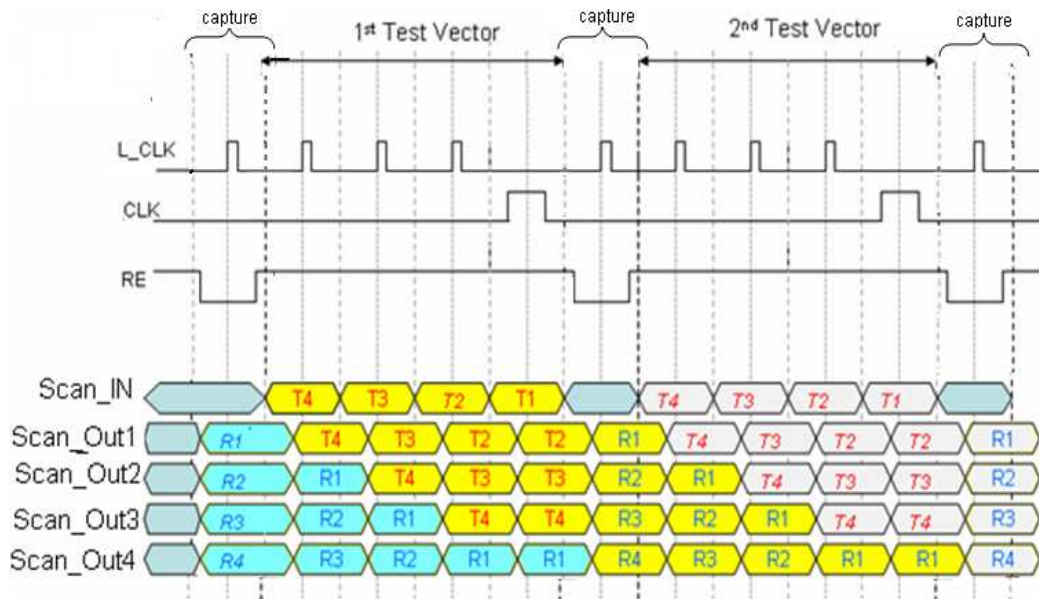 capture 1st Test Vector capture 2nd Test Vector capture
L_CLK
CLK
RE
Scan_IN T4 T3 T2 T1 T4 T3 T2 T1
Scan_Out1 R1 T4 T3 T2 T2 R1 T4 T3 T2 T2 R1
Scan_Out2 R2 R1 T4 T3 T3 R2 R1 T4 T3 T3 R2
Scan_Out3 R3 R2 R1 T4 T4 R3 R2 R1 T4 T4 R3
Scan_Out4 R4 R3 R2 R1 R1 R4 R3 R2 R1 R1 R4